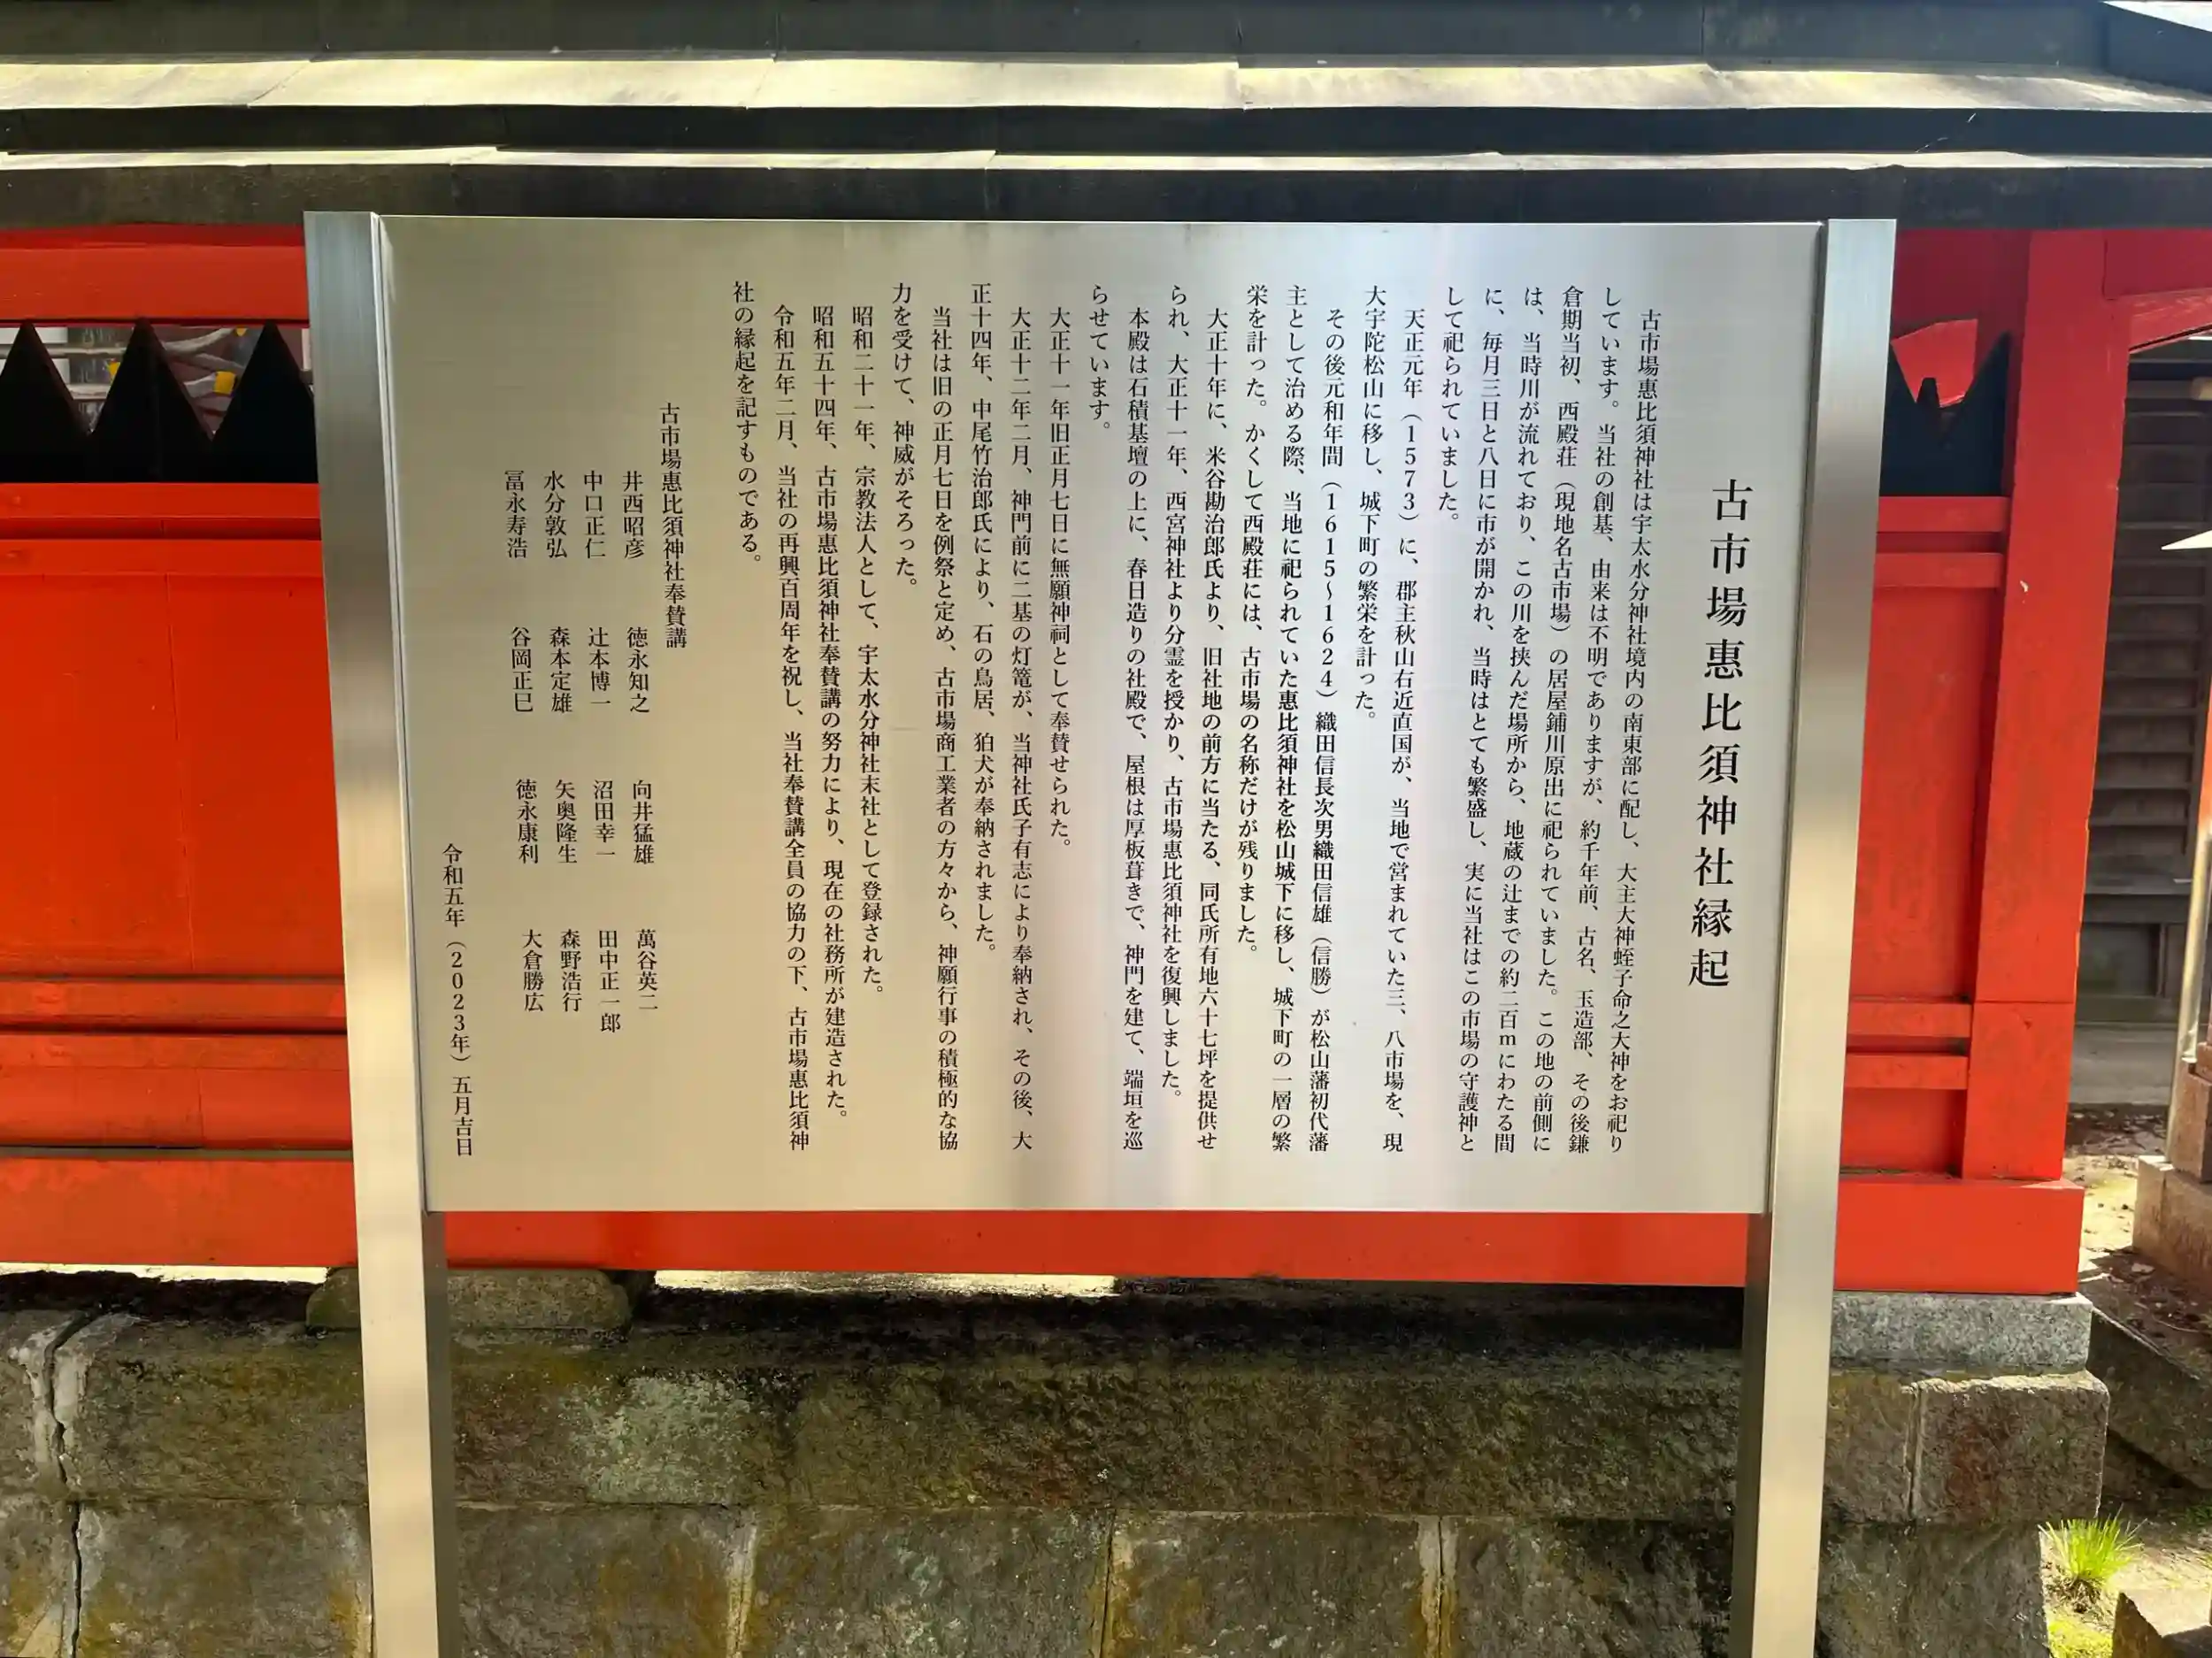 古市場惠比須神社縁起
古市場惠比須神社は宇太水分神社境内の南東部に配し、大主大神蛭子命之大神をお祀り
しています。当社の創基、由来は不明でありますが、約千年前、古名、玉造部、その後鎌
倉期当初、西殿荘（現地名古市場）の居屋鋪川原出に祀られていました。この地の前側に
は、当時川が流れており、この川を挟んだ場所から、地蔵の辻までの約二百ｍにわたる間
に、毎月三日と八日に市が開かれ、当時はとても繁盛し、実に当社はこの市場の守護神と
して祀られていました。
天正元年（1573）に、郡主秋山右近直国が、当地で営まれていた三、八市場を、現
大宇陀松山に移し、城下町の繁栄を計った。
その後元和年間（1615〜1624）織田信長次男織田信雄（信勝）が松山藩初代藩
主として治める際、当地に祀られていた惠比須神社を松山城下に移し、城下町の一層の繁
栄を計った。かくして西殿荘には、古市場の名称だけが残りました。
大正十年に、米谷勘治郎氏より、旧社地の前方に当たる、同氏所有地六十七坪を提供せ
られ、大正十一年、西宮神社より分霊を授かり、古市場惠比須神社を復興しました。
本殿は石積基壇の上に、春日造りの社殿で、屋根は厚板葺きで、神門を建て、端垣を巡
らせています。
大正十一年旧正月七日に無願神祠として奉賛せられた。
大正十二年二月、神門前に二基の灯篭が、当神社氏子有志により奉納され、その後、大
正十四年、中尾竹治郎氏により、石の鳥居、狛犬が奉納されました。
当社は旧の正月七日を例祭と定め、古市場商工業者の方々から、神願行事の積極的な協
力を受けて、神威がそろった。
昭和二十一年、宗教法人として、宇太水分神社末社として登録された。
昭和五十四年、古市場惠比須神社奉賛講の努力により、現在の社務所が建造された。
令和五年二月、当社の再興百周年を祝し、当社奉賛講全員の協力の下、古市場惠比須神
社の縁起を記すものである。
古市場惠比須神社奉賛講
井西昭彦　徳永知之　向井猛雄　萬谷英二
中口正仁　辻本博一　沼田幸一　田中正一郎
水分敦弘　森本定雄　矢奥隆生　森野浩行
冨永寿浩　谷岡正巳　徳永康利　大倉勝広
令和五年（2023年）五月吉日